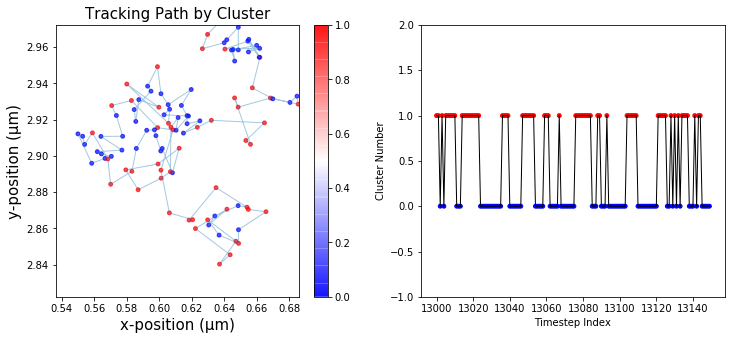 Tracking Path by Cluster
y-position (μm)
2.96
2.94
2.92
2.90
2.88
2.86
2.84
0.54 0.56 0.58 0.60 0.62 0.64 0.66 0.68
x-position (μm)
1.0
0.8
0.6
0.4
0.2
0.0
Cluster Number
2.0
1.5
1.0
0.5
0.0
−0.5
−1.0
13000 13020 13040 13060 13080 13100 13120 13140
Timestep Index